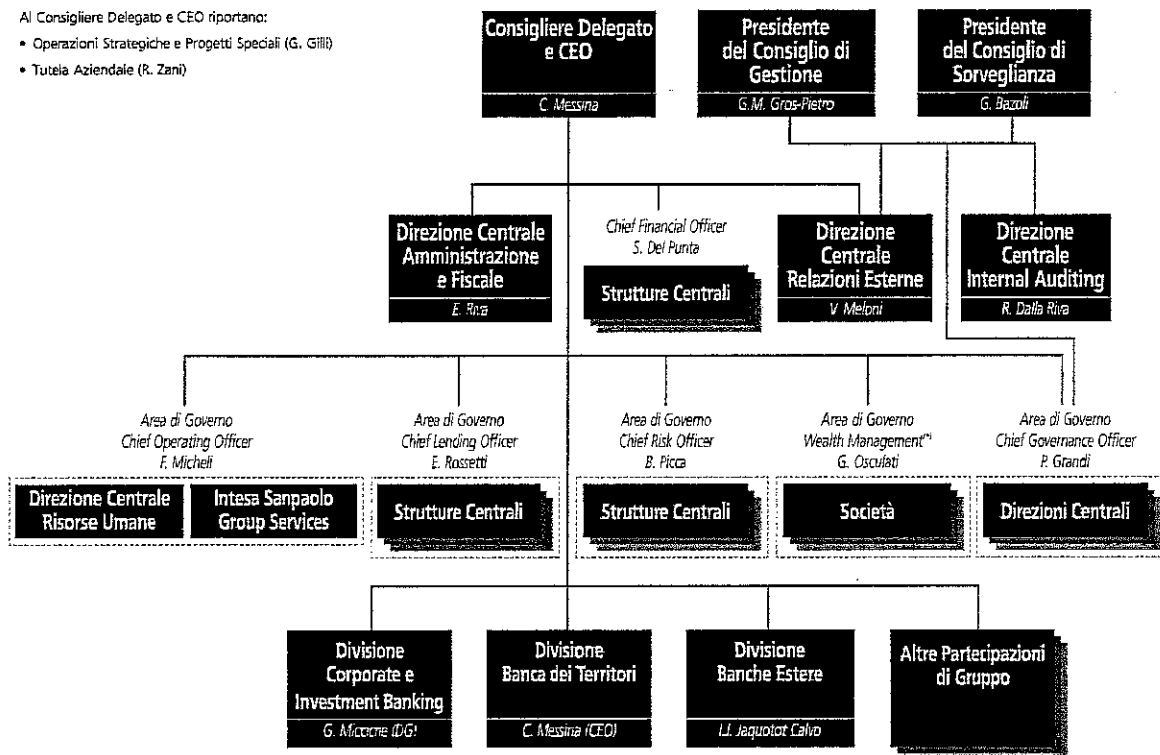 Al Consigliere Delegato e CEO riportano:
• Operazioni Strategiche e Progetti Speciali (G. Gilli)
• Tutela Aziendale (R. Zani)
Consigliere Delegato
e CEO
C. Messina
Presidente
del Consiglio di
Gestione
G.M. Gros-Pietro
Presidente
del Consiglio di
Sorveglianza
G. Bazoli
Direzione Centrale
Amministrazione
e Fiscale
E. Riva
Chief Financial Officer
S. Del Punta
Strutture Centrali
Direzione
Centrale
Relazioni Esterne
V. Meloni
Direzione
Centrale
Internal Auditing
R. Dalla Riva
Area di Governo
Chief Operating Officer
F. Micheli
Direzione Centrale
Risorse Umane
Intesa Sanpaolo
Group Services
Area di Governo
Chief Lending Officer
E. Rossetti
Strutture Centrali
Area di Governo
Chief Risk Officer
B. Picca
Strutture Centrali
Area di Governo
Wealth Management(*)
G. Osculati
Società
Area di Governo
Chief Governance Officer
P. Grandi
Direzioni Centrali
Divisione
Corporate e
Investment Banking
G. Micciché (DG)
Divisione
Banca dei Territori
C. Messina (CEO)
Divisione
Banche Estere
I.J. Jaquotot Calvo
Altre Partecipazioni
di Gruppo